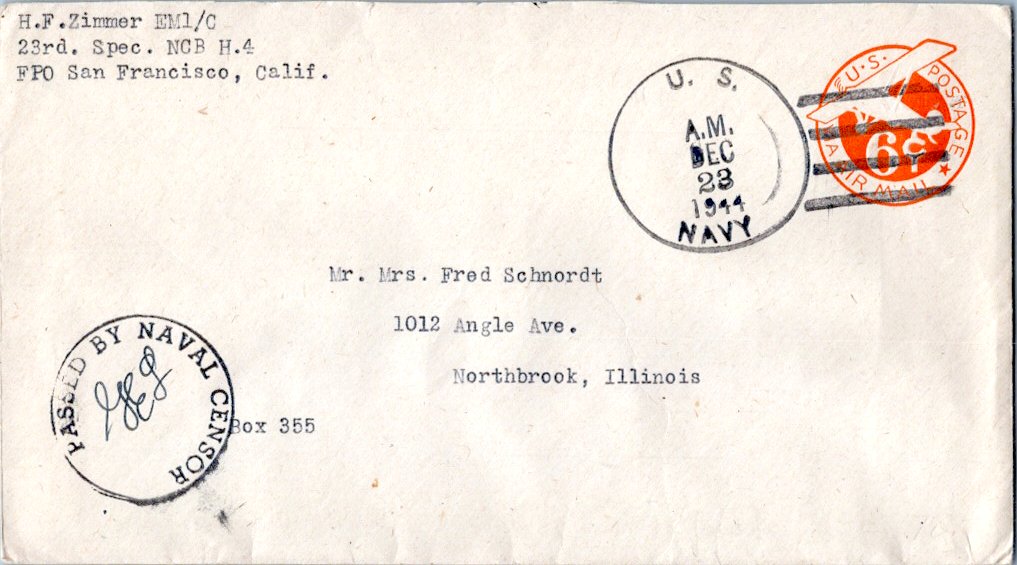 H.F.Zimmer EM1/C
23rd. Spec. NCB H.4
FPO San Francisco, Calif.
U. S.
A.M.
DEC
23
1944
NAVY
U.S. POSTAGE
6¢
AIR MAIL
Mr. Mrs. Fred Schnordt
1012 Angle Ave.
Northbrook, Illinois
PASSED BY NAVAL CENSOR
Box 355